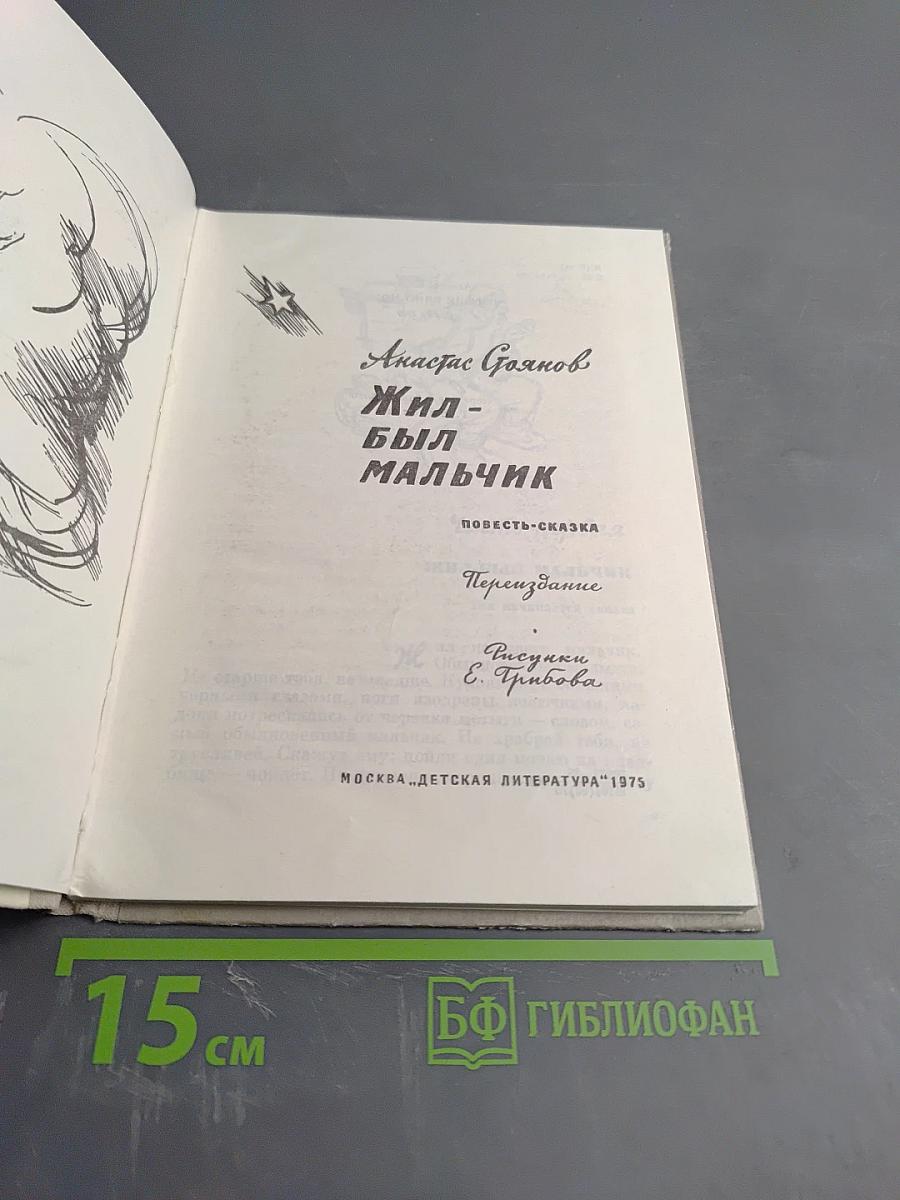 Анастас Стоянов
Жил-
был
мальчик
ПОВЕСТЬ-СКАЗКА
Переиздание
Рисунки
Е. Грибова
МОСКВА „ДЕТСКАЯ ЛИТЕРАТУРА" 1975
15 см
БФ ГИБЛИОФАН